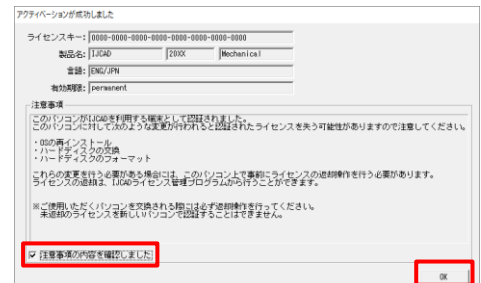 アクティベーションが成功しました
ライセンスキー: 0000-0000-0000-0000-0000-0000-0000
製品名: IJCAD 20XX Mechanical
言語: ENG/JPN
有効期限: permanent
注意事項
このパソコンがIJCADを利用する端末として認証されました。
このパソコンに対して次のような変更が行われると認証されたライセンスを失う可能性がありますので注意してください。
・OSの再インストール
・ハードディスクの交換
・ハードディスクのフォーマット
これらの変更を行う必要がある場合には、このパソコン上で事前にライセンスの返却操作を行う必要があります。
ライセンスの返却は、IJCADライセンス管理プログラムから行うことができます。
※ご使用いただくパソコンを交換される際には必ず返却操作を行ってください。
未返却のライセンスを新しいパソコンで認証することはできません。
注意事項の内容を確認しました
OK